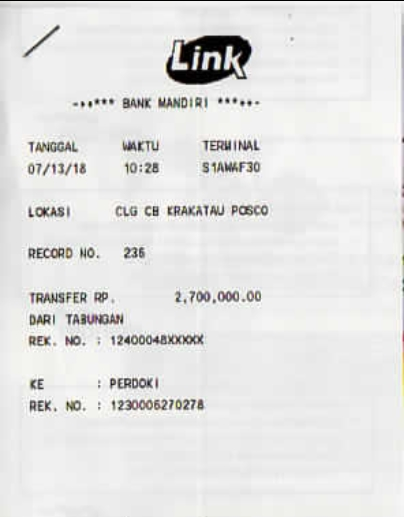 Link
-++*** BANK MANDIRI ***++-
TANGGAL WAKTU TERMINAL
07/13/18 10:28 S1AWAF30
LOKASI CLG CB KRAKATAU POSCO
RECORD NO. 236
TRANSFER RP. 2,700,000.00
DARI TABUNGAN
REK. NO. : 12400048XXXXX
KE : PERDOKI
REK. NO. : 1230006270278